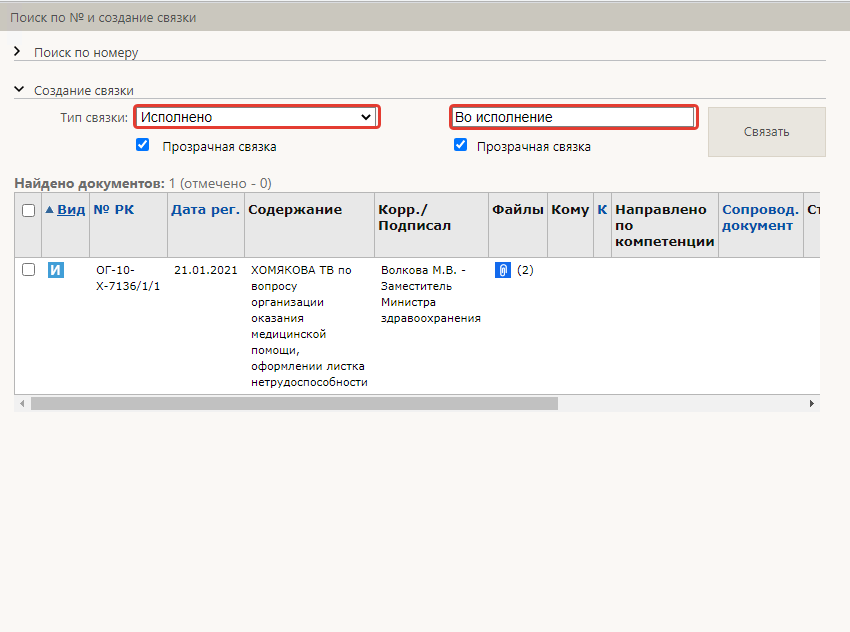 Поиск по № и создание связки
Поиск по номеру
Создание связки
Тип связки: Исполнено Во исполнение Связать
Прозрачная связка Прозрачная связка
Найдено документов: 1 (отмечено - 0)
Вид № РК Дата рег. Содержание Корр./ Файлы Кому К Направлено Сопровод. Ст
Подписал по документ
компетенции
И ОГ-10- 21.01.2021 ХОМЯКОВА ТВ по Волкова М.В. - (2)
Х-7136/1/1 вопросу Заместитель
организации Министра
оказания здравоохранения
медицинской
помощи,
оформлении листка
нетрудоспособности